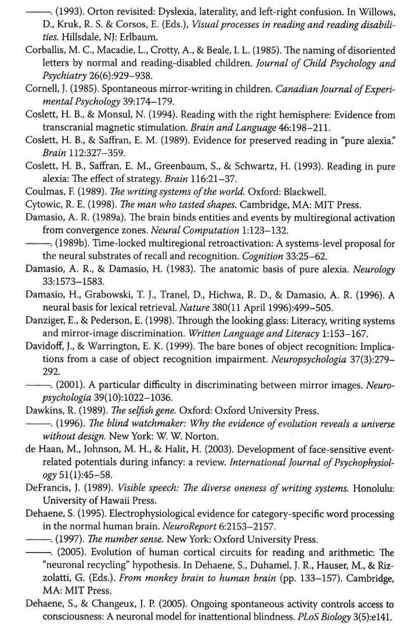 ———. (1993). Orton revisited: Dyslexia, laterality, and left-right confusion. In Willows,
D., Kruk, R. S. & Corsos, E. (Eds.), Visual processes in reading and reading disabili-
ties. Hillsdale, NJ: Erlbaum.
Corballis, M. C., Macadie, L., Crotty, A., & Beale, I. L. (1985). The naming of disoriented
letters by normal and reading-disabled children. Journal of Child Psychology and
Psychiatry 26(6):929–938.
Cornell, J. (1985). Spontaneous mirror-writing in children. Canadian Journal of Experi-
mental Psychology 39:174–179.
Coslett, H. B., & Monsul, N. (1994). Reading with the right hemisphere: Evidence from
transcranial magnetic stimulation. Brain and Language 46:198–211.
Coslett, H. B., & Saffran, E. M. (1989). Evidence for preserved reading in “pure alexia.”
Brain 112:327–359.
Coslett, H. B., Saffran, E. M., Greenbaum, S., & Schwartz, H. (1993). Reading in pure
alexia: The effect of strategy. Brain 116:21–37.
Coulmas, F. (1989). The writing systems of the world. Oxford: Blackwell.
Cytowic, R. E. (1998). The man who tasted shapes. Cambridge, MA: MIT Press.
Damasio, A. R. (1989a). The brain binds entities and events by multiregional activation
from convergence zones. Neural Computation 1:123–132.
———. (1989b). Time-locked multiregional retroactivation: A systems-level proposal for
the neural substrates of recall and recognition. Cognition 33:25–62.
Damasio, A. R., & Damasio, H. (1983). The anatomic basis of pure alexia. Neurology
33:1573–1583.
Damasio, H., Grabowski, T. J., Tranel, D., Hichwa, R. D., & Damasio, A. R. (1996). A
neural basis for lexical retrieval. Nature 380(11 April 1996):499–505.
Danziger, E., & Pederson, E. (1998). Through the looking glass: Literacy, writing systems
and mirror-image discrimination. Written Language and Literacy 1:153–167.
Davidoff, J., & Warrington, E. K. (1999). The bare bones of object recognition: Implica-
tions from a case of object recognition impairment. Neuropsychologia 37(3):279–
292.
———. (2001). A particular difficulty in discriminating between mirror images. Neuro-
psychologia 39(10):1022–1036.
Dawkins, R. (1989). The selfish gene. Oxford: Oxford University Press.
———. (1996). The blind watchmaker: Why the evidence of evolution reveals a universe
without design. New York: W. W. Norton.
de Haan, M., Johnson, M. H., & Halit, H. (2003). Development of face-sensitive event-
related potentials during infancy: a review. International Journal of Psychophysiol-
ogy 51(1):45–58.
DeFrancis, J. (1989). Visible speech: The diverse oneness of writing systems. Honolulu:
University of Hawaii Press.
Dehaene, S. (1995). Electrophysiological evidence for category-specific word processing
in the normal human brain. NeuroReport 6:2153–2157.
———. (1997). The number sense. New York: Oxford University Press.
———. (2005). Evolution of human cortical circuits for reading and arithmetic: The
“neuronal recycling” hypothesis. In Dehaene, S., Duhamel, J. R., Hauser, M., & Riz-
zolatti, G. (Eds.). From monkey brain to human brain (pp. 133–157). Cambridge,
MA: MIT Press.
Dehaene, S., & Changeux, J. P. (2005). Ongoing spontaneous activity controls access to
consciousness: A neuronal model for inattentional blindness. PLoS Biology 3(5):e141.